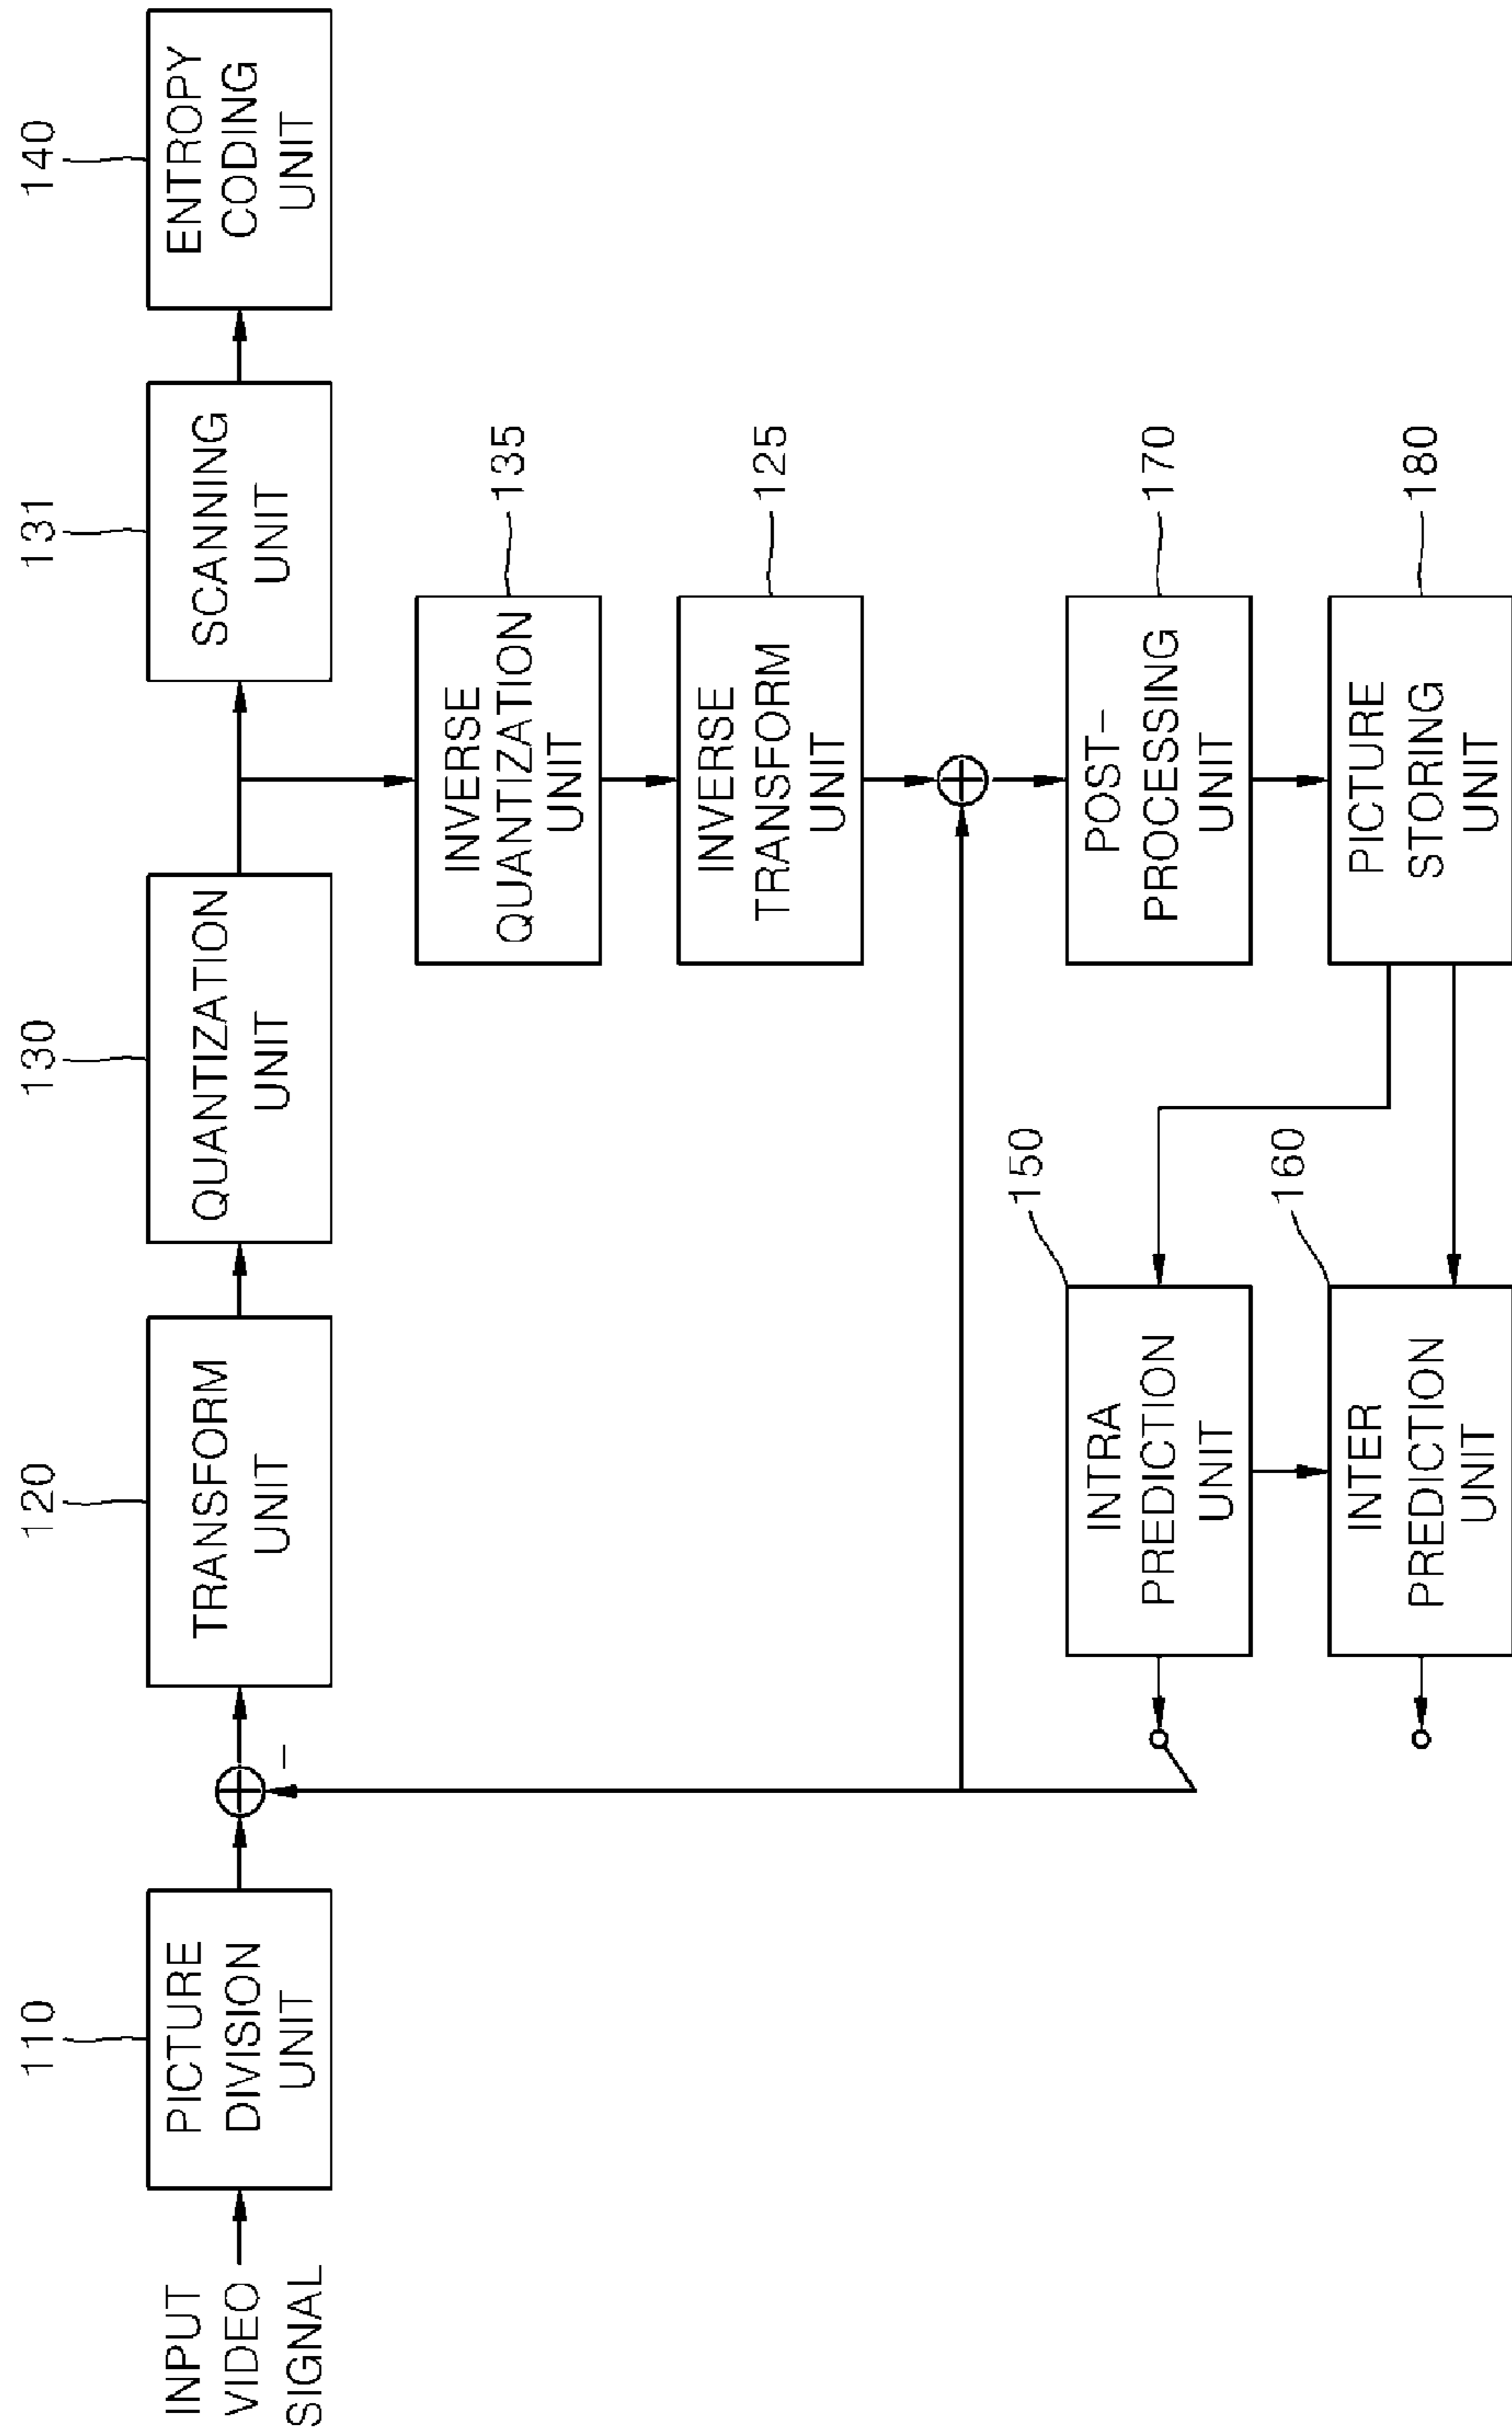 110
120
130
131
140
INPUT
VIDEO
SIGNAL
PICTURE
DIVISION
UNIT
TRANSFORM
UNIT
QUANTIZATION
UNIT
SCANNING
UNIT
ENTROPY
CODING
UNIT
−
INVERSE
QUANTIZATION
UNIT
135
INVERSE
TRANSFORM
UNIT
125
150
INTRA
PREDICTION
UNIT
POST−
PROCESSING
UNIT
170
160
INTER
PREDICTION
UNIT
PICTURE
STORING
UNIT
180